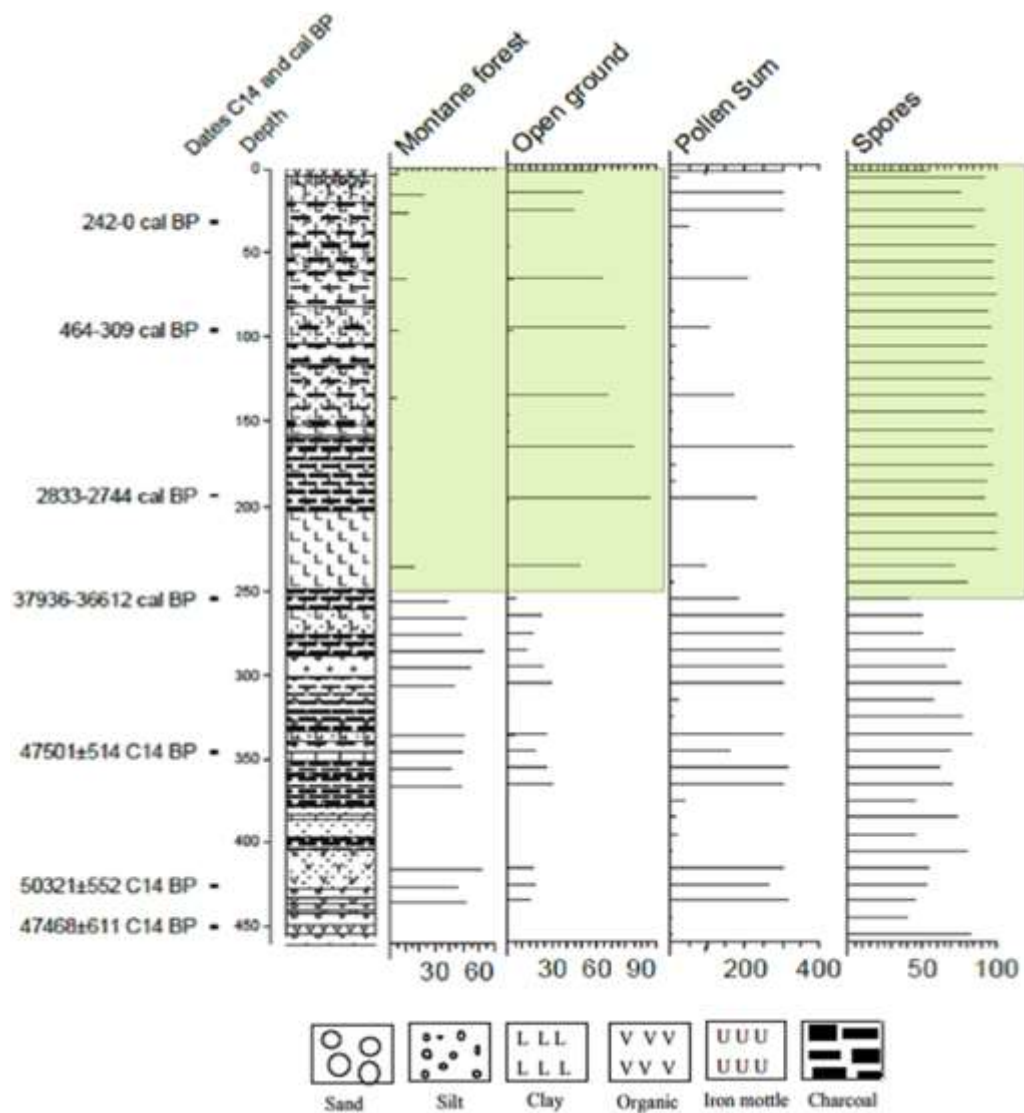 Dates C14 and cal BP
Depth
Montane forest
Open ground
Pollen Sum
Spores
0
242-0 cal BP
50
464-309 cal BP
100
150
2833-2744 cal BP
200
250
37936-36612 cal BP
300
47501±514 C14 BP
350
400
50321±552 C14 BP
47468±611 C14 BP
450
30 60 30 60 90 200 400 50 100
L L L V V V U U U
L L L V V V U U U
Sand Silt Clay Organic Iron mottle Charcoal